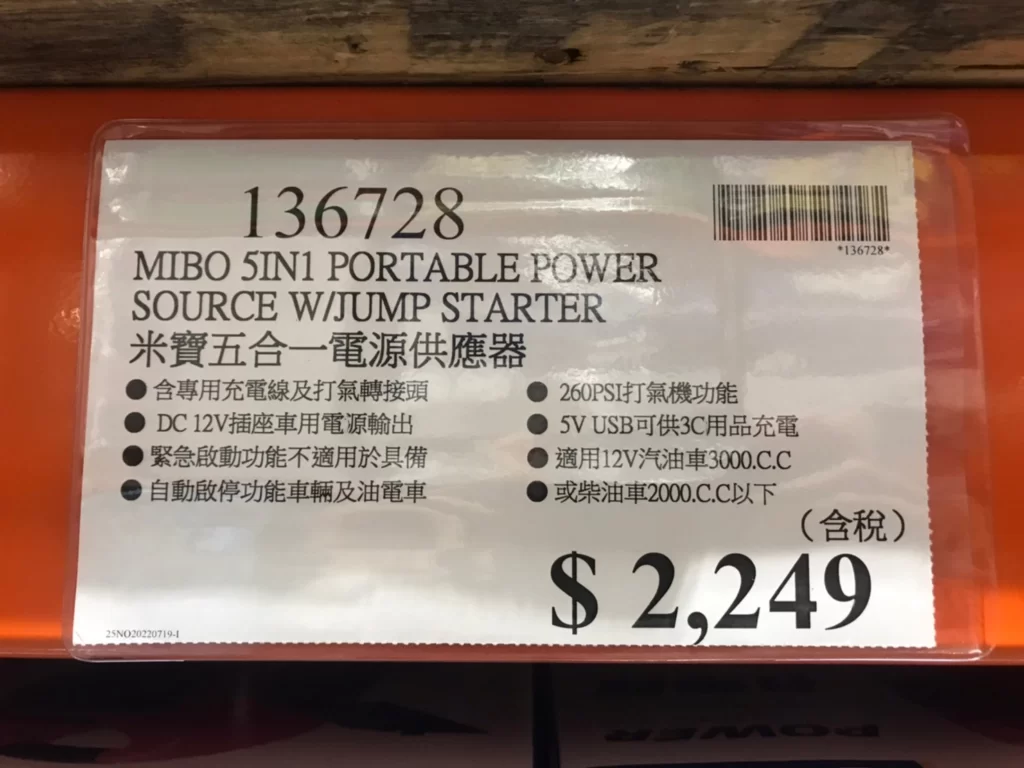 136728
*136728*
MIBO 5IN1 PORTABLE POWER
SOURCE W/JUMP STARTER
米寶五合一電源供應器
● 含專用充電線及打氣轉接頭
● DC 12V插座車用電源輸出
● 緊急啟動功能不適用於具備
● 自動啟停功能車輛及油電車
● 260PSI打氣機功能
● 5V USB可供3C用品充電
● 適用12V汽油車3000.C.C
● 或柴油車2000.C.C以下
（含稅）
$ 2,249
25NO20220719-1
POWER